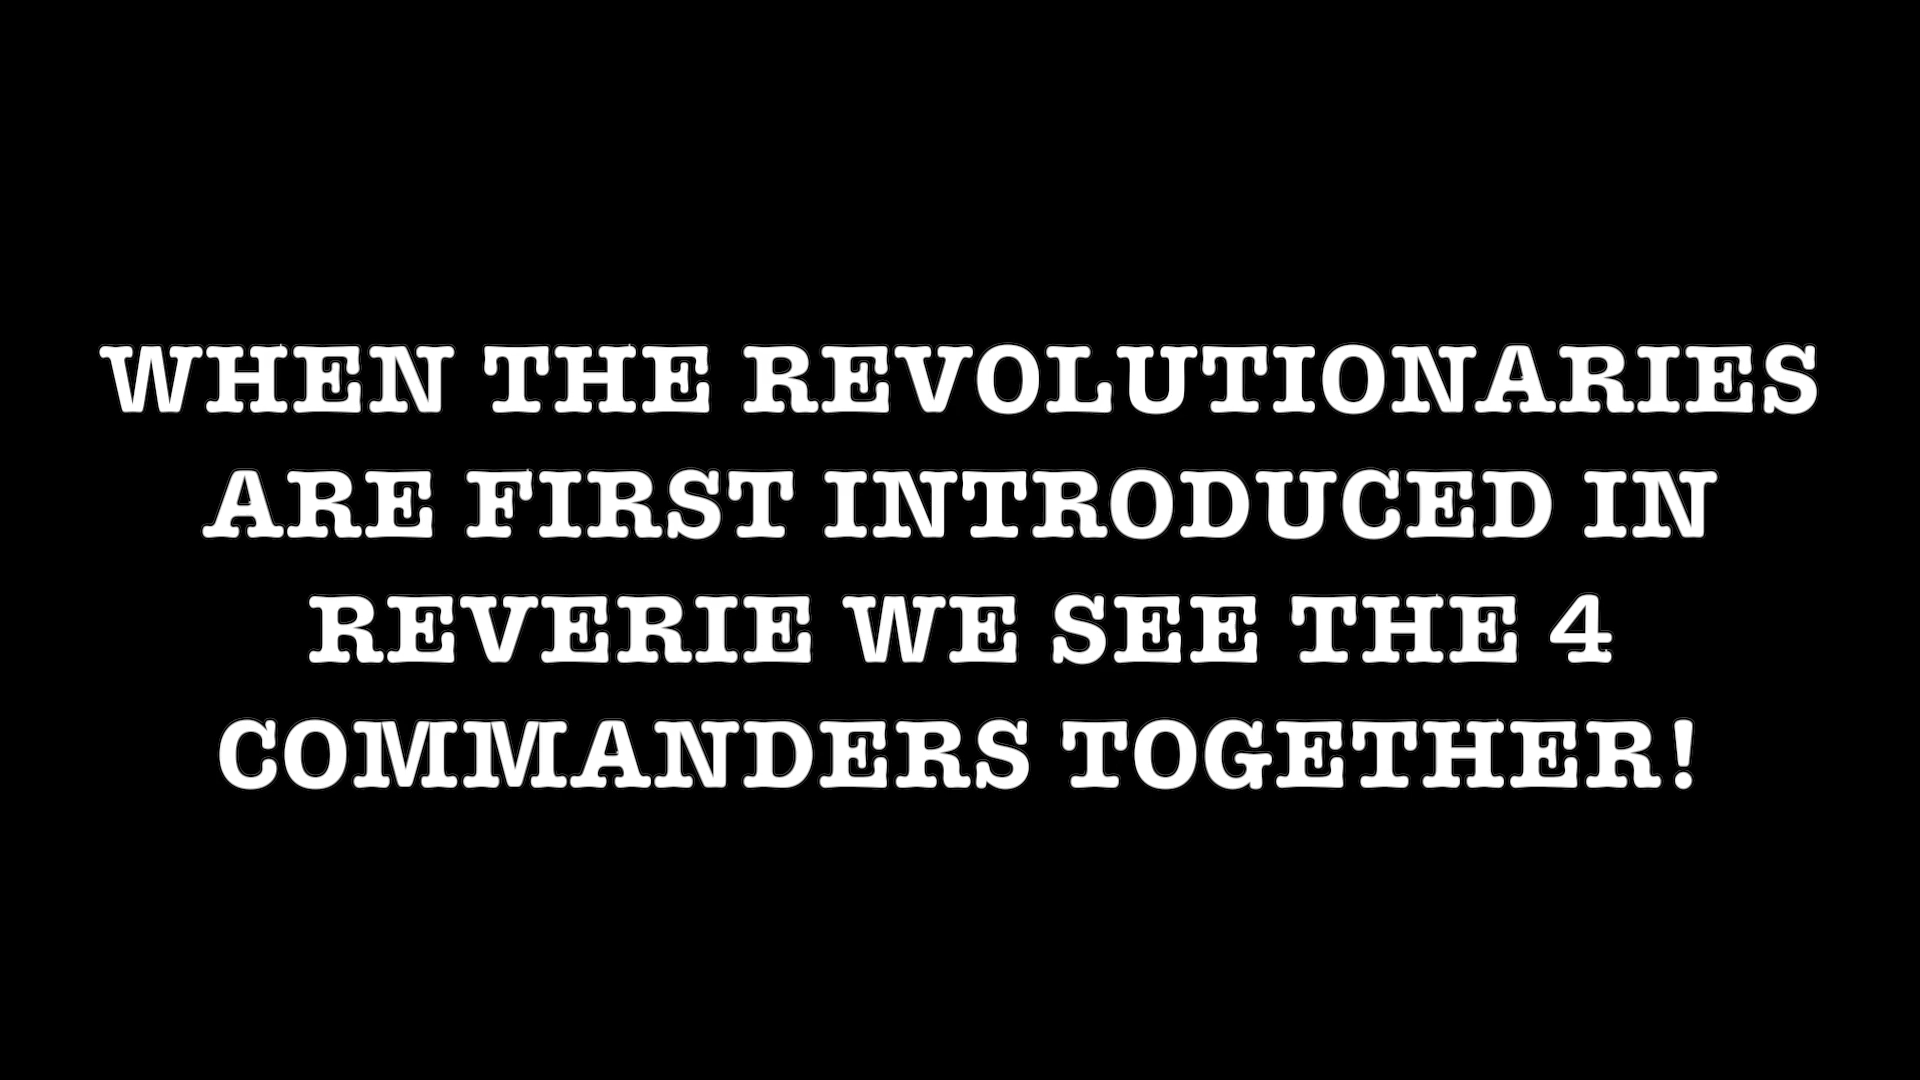 WHEN THE REVOLUTIONARIES
ARE FIRST INTRODUCED IN
REVERIE WE SEE THE 4
COMMANDERS TOGETHER!